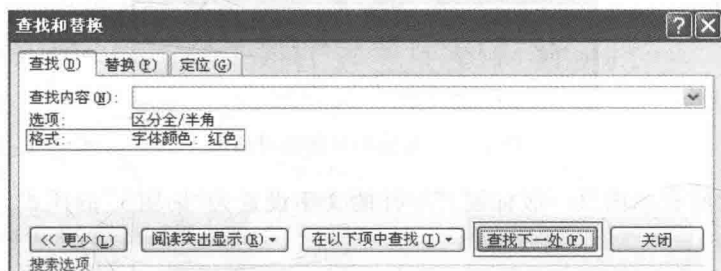 查找和替换
查找(D) 替换(P) 定位(G)
查找内容(N):
选项: 区分全/半角
格式: 字体颜色: 红色
<< 更少(L) 阅读突出显示(R) 在以下项中查找(I) 查找下一处(F) 关闭
搜索选项